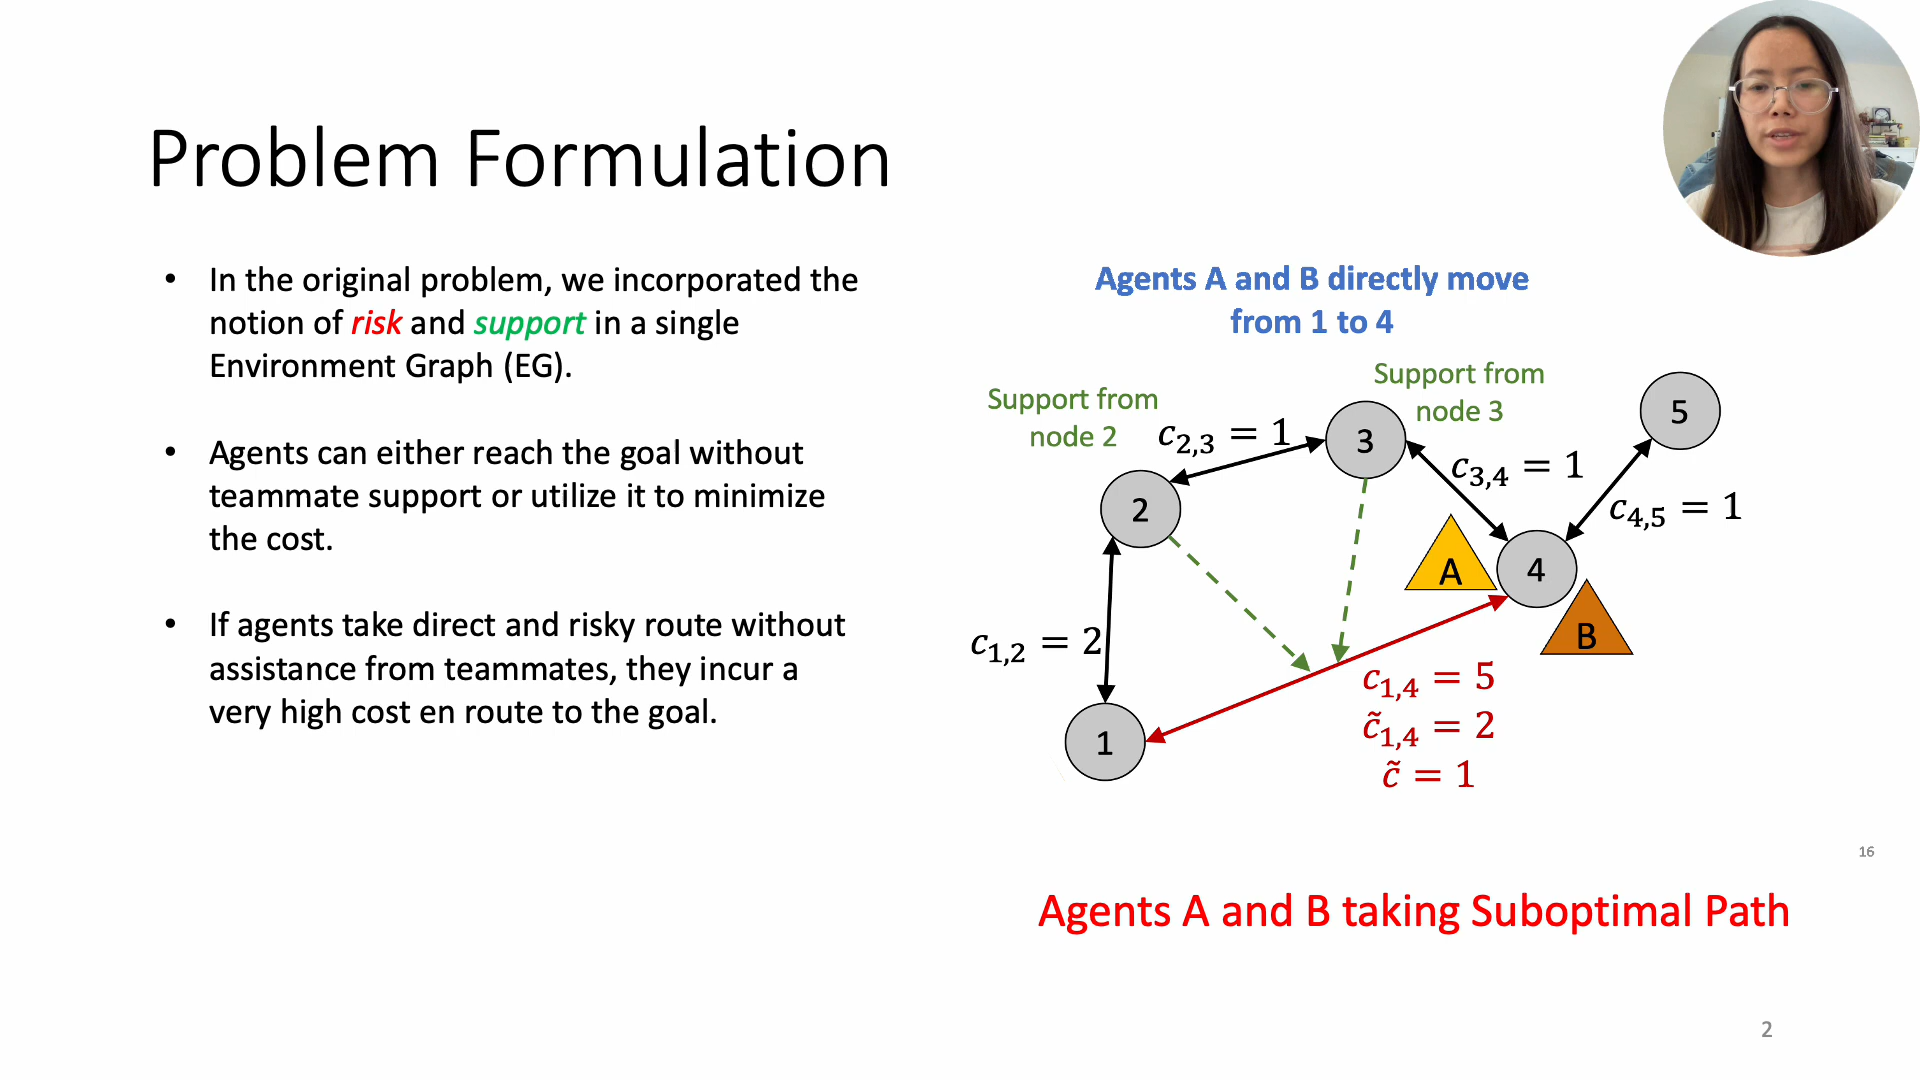 Problem Formulation
• In the original problem, we incorporated the
notion of risk and support in a single
Environment Graph (EG).
• Agents can either reach the goal without
teammate support or utilize it to minimize
the cost.
• If agents take direct and risky route without
assistance from teammates, they incur a
very high cost en route to the goal.
Agents A and B directly move
from 1 to 4
Support from
node 2
Support from
node 3
c₂,₃ = 1
3
5
c₃,₄ = 1
c₄,₅ = 1
2
A
4
B
c₁,₂ = 2
c₁,₄ = 5
c̃₁,₄ = 2
c̃ = 1
1
16
Agents A and B taking Suboptimal Path
2